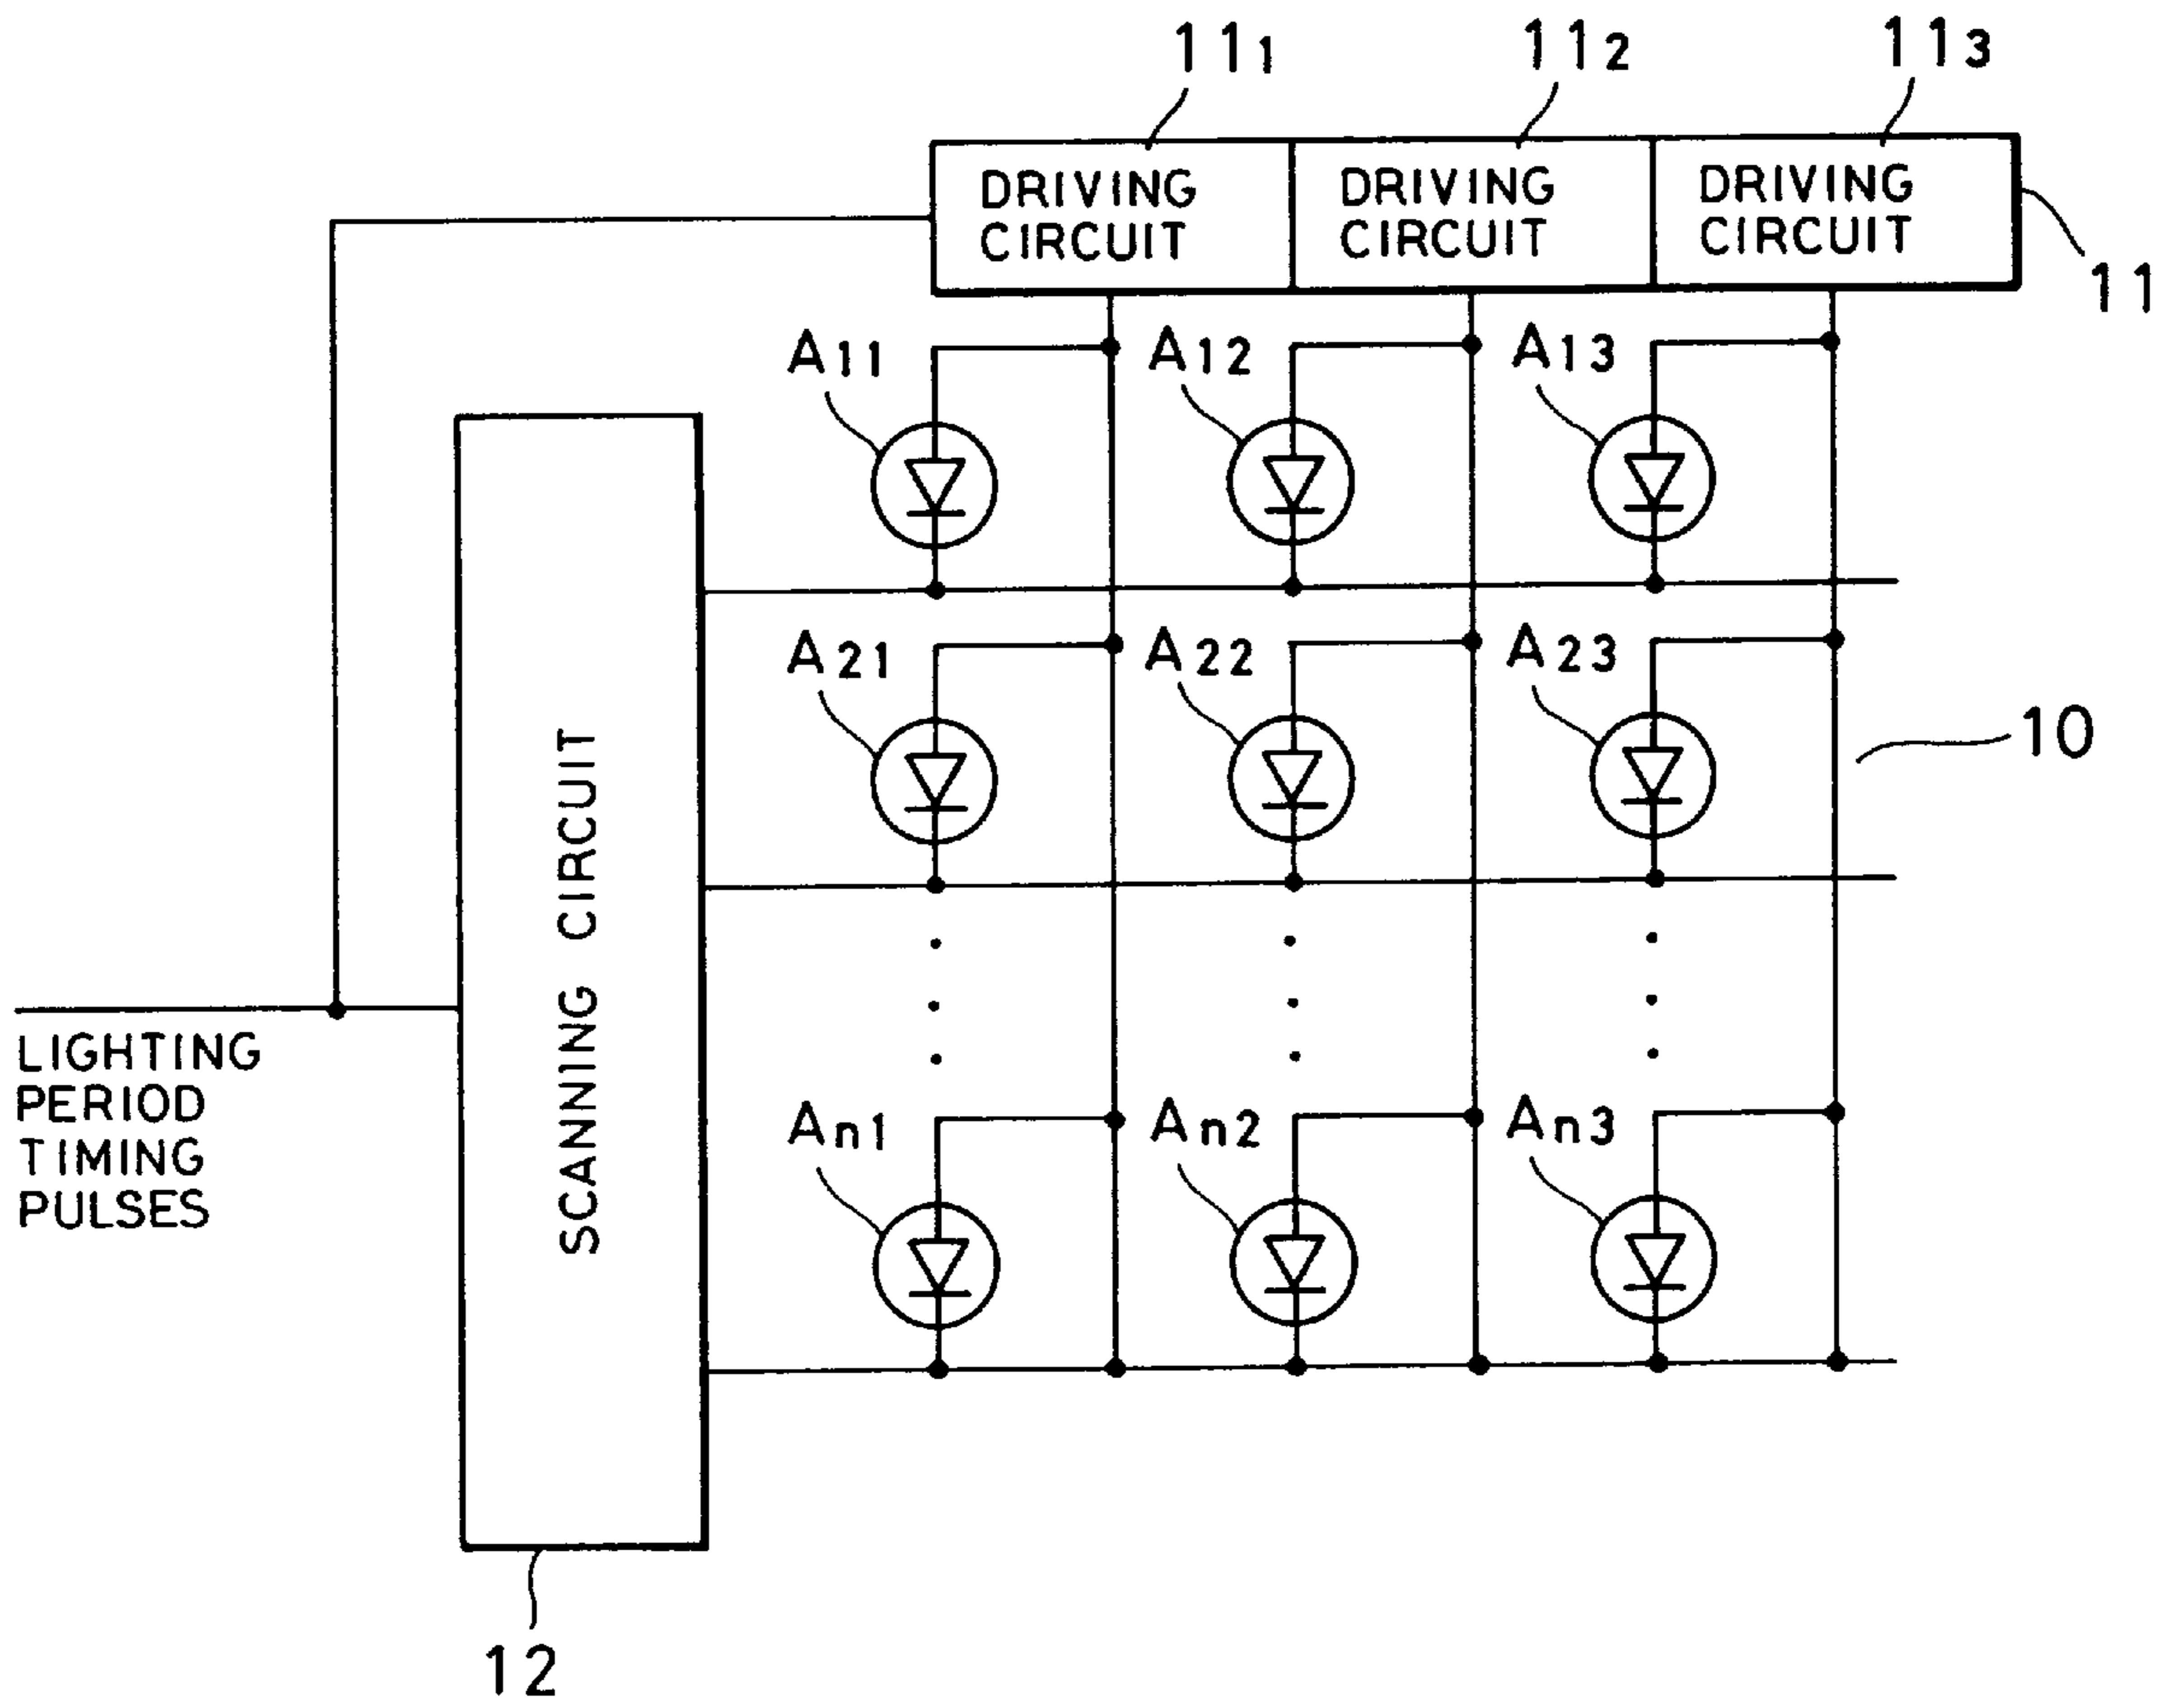 11₁ 11₂ 11₃
DRIVING CIRCUIT
DRIVING CIRCUIT
DRIVING CIRCUIT
11
A11 A12 A13
A21 A22 A23
10
SCANNING CIRCUIT
LIGHTING
PERIOD
TIMING
PULSES
An1 An2 An3
12